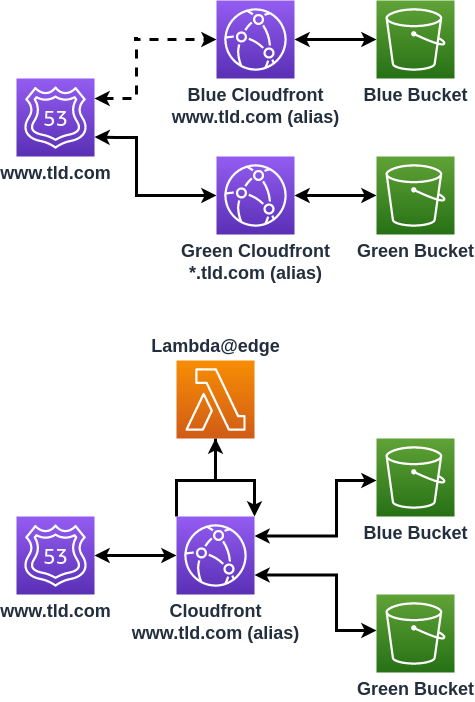 53
www.tld.com
Blue Cloudfront
www.tld.com (alias)
Blue Bucket
Green Cloudfront
*.tld.com (alias)
Green Bucket
Lambda@edge
53
www.tld.com
Cloudfront
www.tld.com (alias)
Blue Bucket
Green Bucket